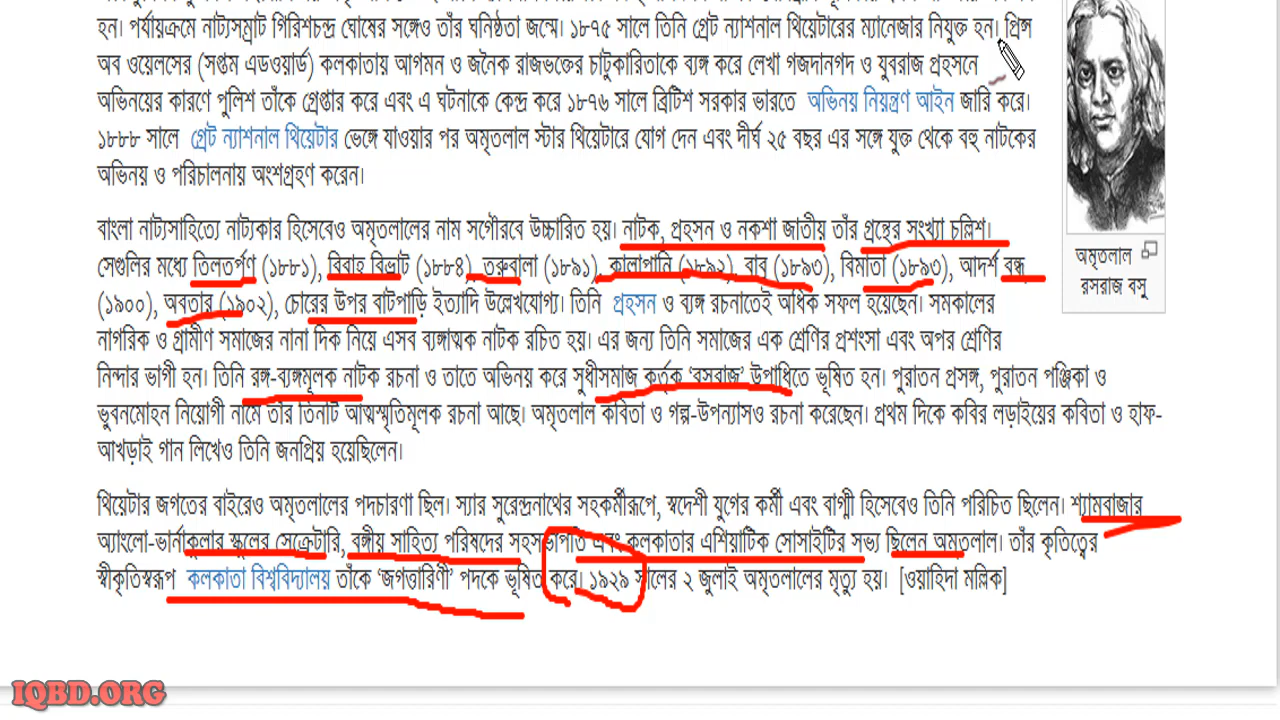 হন। পর্যায়ক্রমে নাট্যসম্রাট গিরিশচন্দ্র ঘোষের সঙ্গেও তাঁর ঘনিষ্ঠতা জন্মে। ১৮৭৫ সালে তিনি গ্রেট ন্যাশনাল থিয়েটারের ম্যানেজার নিযুক্ত হন। প্রিন্স
অব ওয়েলসের (সপ্তম এডওয়ার্ড) কলকাতায় আগমন ও জনৈক রাজভক্তের চাটুকারিতাকে ব্যঙ্গ করে লেখা গজদানগদ ও যুবরাজ প্রহসনে
অভিনয়ের কারণে পুলিশ তাঁকে গ্রেপ্তার করে এবং এ ঘটনাকে কেন্দ্র করে ১৮৭৬ সালে ব্রিটিশ সরকার ভারতে অভিনয় নিয়ন্ত্রণ আইন জারি করে।
১৮৮৮ সালে গ্রেট ন্যাশনাল থিয়েটার ভেঙ্গে যাওয়ার পর অমৃতলাল স্টার থিয়েটারে যোগ দেন এবং দীর্ঘ ২৫ বছর এর সঙ্গে যুক্ত থেকে বহু নাটকের
অভিনয় ও পরিচালনায় অংশগ্রহণ করেন।
বাংলা নাট্যসাহিত্যে নাট্যকার হিসেবেও অমৃতলালের নাম সগৌরবে উচ্চারিত হয়। নাটক, প্রহসন ও নকশা জাতীয় তাঁর গ্রন্থের সংখ্যা চল্লিশ।
সেগুলির মধ্যে তিলতর্পণ (১৮৮১), বিবাহ বিভ্রাট (১৮৮৪), তরুবালা (১৮৯১), কালাপানি (১৮৯২), বাবু (১৮৯৩), বিমাতা (১৮৯৩), আদর্শ বন্ধু
(১৯০০), অবতার (১৯০২), চোরের উপর বাটপাড়ি ইত্যাদি উল্লেখযোগ্য। তিনি প্রহসন ও ব্যঙ্গ রচনাতেই অধিক সফল হয়েছেন। সমকালের
নাগরিক ও গ্রামীণ সমাজের নানা দিক নিয়ে এসব ব্যঙ্গাত্মক নাটক রচিত হয়। এর জন্য তিনি সমাজের এক শ্রেণির প্রশংসা এবং অপর শ্রেণির
নিন্দার ভাগী হন। তিনি রঙ্গ-ব্যঙ্গমূলক নাটক রচনা ও তাতে অভিনয় করে সুধীসমাজ কর্তৃক ‘রসরাজ’ উপাধিতে ভূষিত হন। পুরাতন প্রসঙ্গ, পুরাতন পঞ্জিকা ও
ভুবনমোহন নিয়োগী নামে তাঁর তিনটি আত্মস্মৃতিমূলক রচনা আছে। অমৃতলাল কবিতা ও গল্প-উপন্যাসও রচনা করেছেন। প্রথম দিকে কবির লড়াইয়ের কবিতা ও হাফ-
আখড়াই গান লিখেও তিনি জনপ্রিয় হয়েছিলেন।
থিয়েটার জগতের বাইরেও অমৃতলালের পদচারণা ছিল। স্যার সুরেন্দ্রনাথের সহকর্মীরূপে, স্বদেশী যুগের কর্মী এবং বাগ্মী হিসেবেও তিনি পরিচিত ছিলেন। শ্যামবাজার
অ্যাংলো-ভার্নাকুলার স্কুলের সেক্রেটারি, বঙ্গীয় সাহিত্য পরিষদের সহসভাপতি এবং কলকাতার এশিয়াটিক সোসাইটির সভ্য ছিলেন অমৃতলাল। তাঁর কৃতিত্বের
স্বীকৃতিস্বরূপ কলকাতা বিশ্ববিদ্যালয় তাঁকে ‘জগত্তারিণী’ পদকে ভূষিত করে। ১৯২৯ সালের ২ জুলাই অমৃতলালের মৃত্যু হয়। [ওয়াহিদা মল্লিক]
অমৃতলাল
রসরাজ বসু
IQBD.ORG